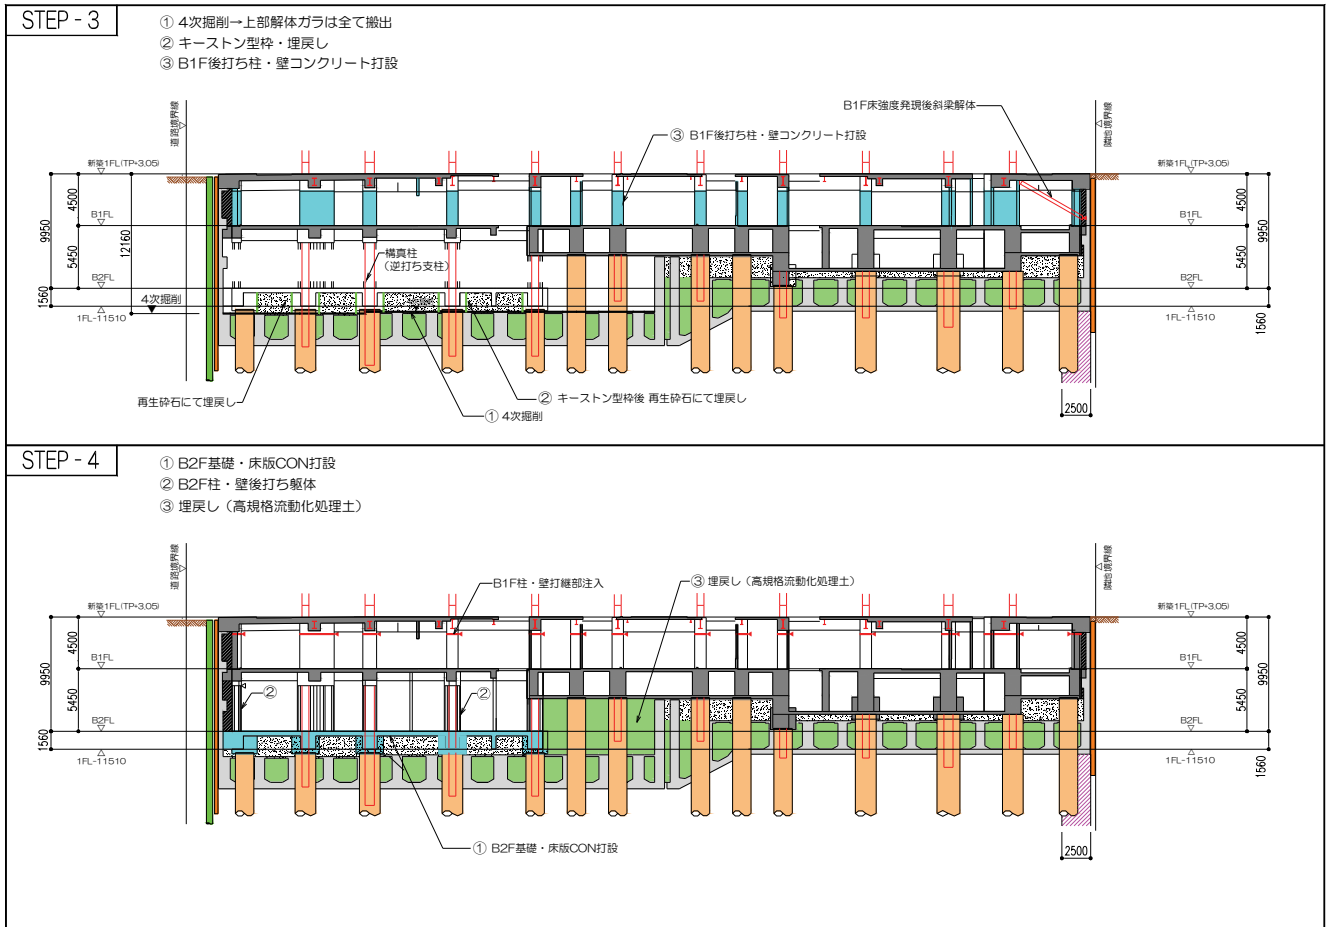 STEP - 3
① 4次掘削→上部解体ガラは全て搬出
② キーストン型枠・埋戻し
③ B1F後打ち柱・壁コンクリート打設
道路境界線
隣地境界線
B1F床強度発現後斜梁解体
③ B1F後打ち柱・壁コンクリート打設
新築1FL(TP+3.05)
新築1FL(TP+3.05)
4500
9950
12160
5450
1560
B1FL
B2FL
4次掘削
1FL-11510
構真柱
(逆打ち支柱)
4500
9950
5450
1560
B1FL
B2FL
1FL-11510
再生砕石にて埋戻し
② キーストン型枠後 再生砕石にて埋戻し
① 4次掘削
2500
STEP - 4
① B2F基礎・床版CON打設
② B2F柱・壁後打ち躯体
③ 埋戻し（高規格流動化処理土）
道路境界線
隣地境界線
B1F柱・壁打継部注入
③ 埋戻し（高規格流動化処理土）
新築1FL(TP+3.05)
新築1FL(TP+3.05)
4500
9950
5450
1560
B1FL
B2FL
1FL-11510
②
②
4500
9950
5450
1560
B1FL
B2FL
1FL-11510
① B2F基礎・床版CON打設
2500